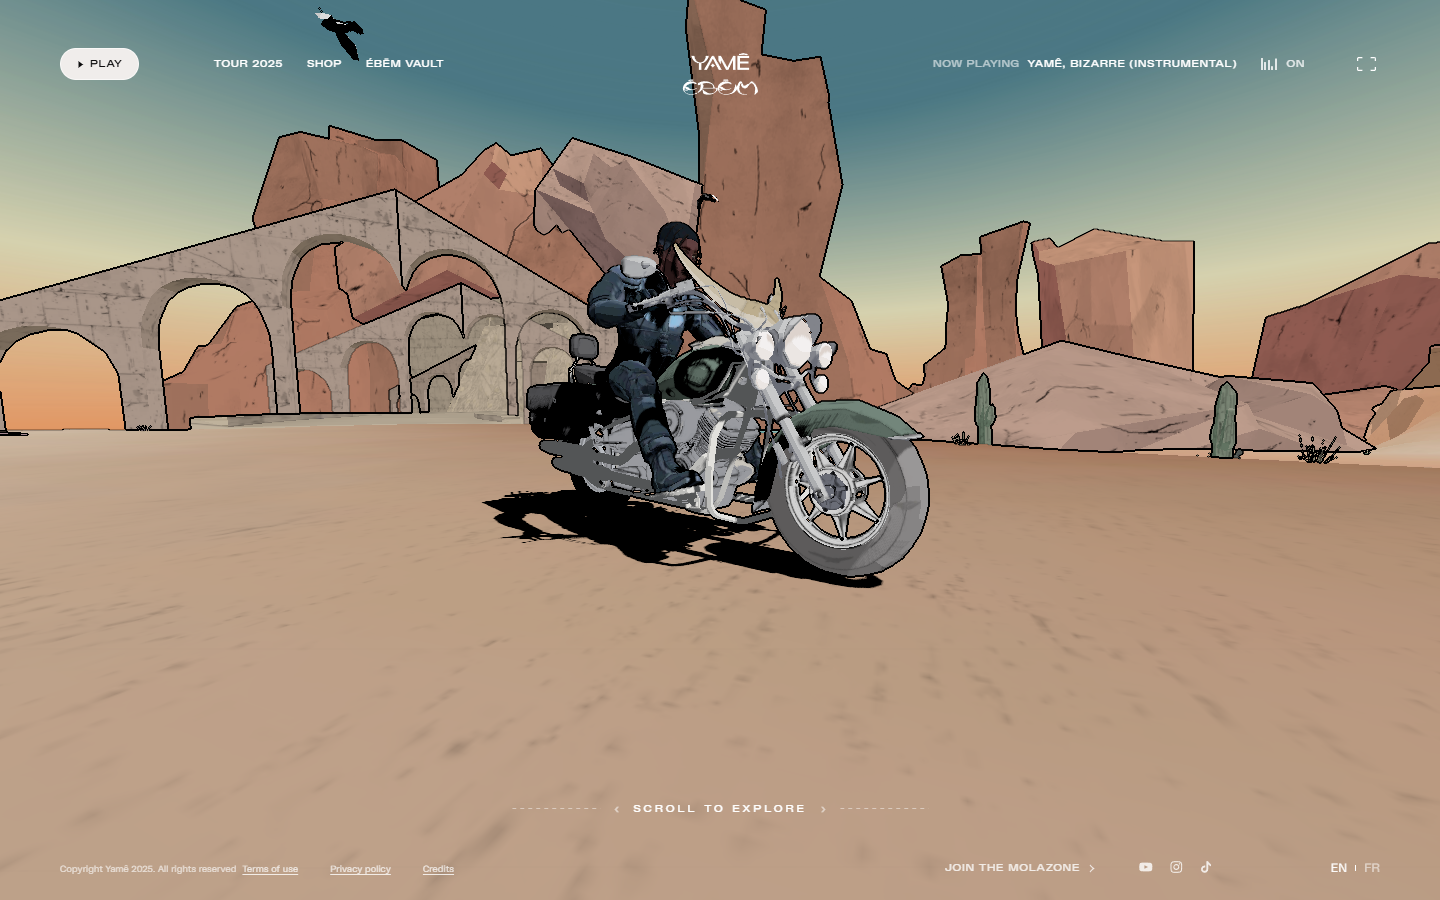 PLAY
TOUR 2025
SHOP
ÉBĒM VAULT
YAMÊ
NOW PLAYING YAMÊ, BIZARRE (INSTRUMENTAL)
ON
SCROLL TO EXPLORE
Copyright Yamê 2025. All rights reserved Terms of use
Privacy policy
Credits
JOIN THE MOLAZONE
EN
FR